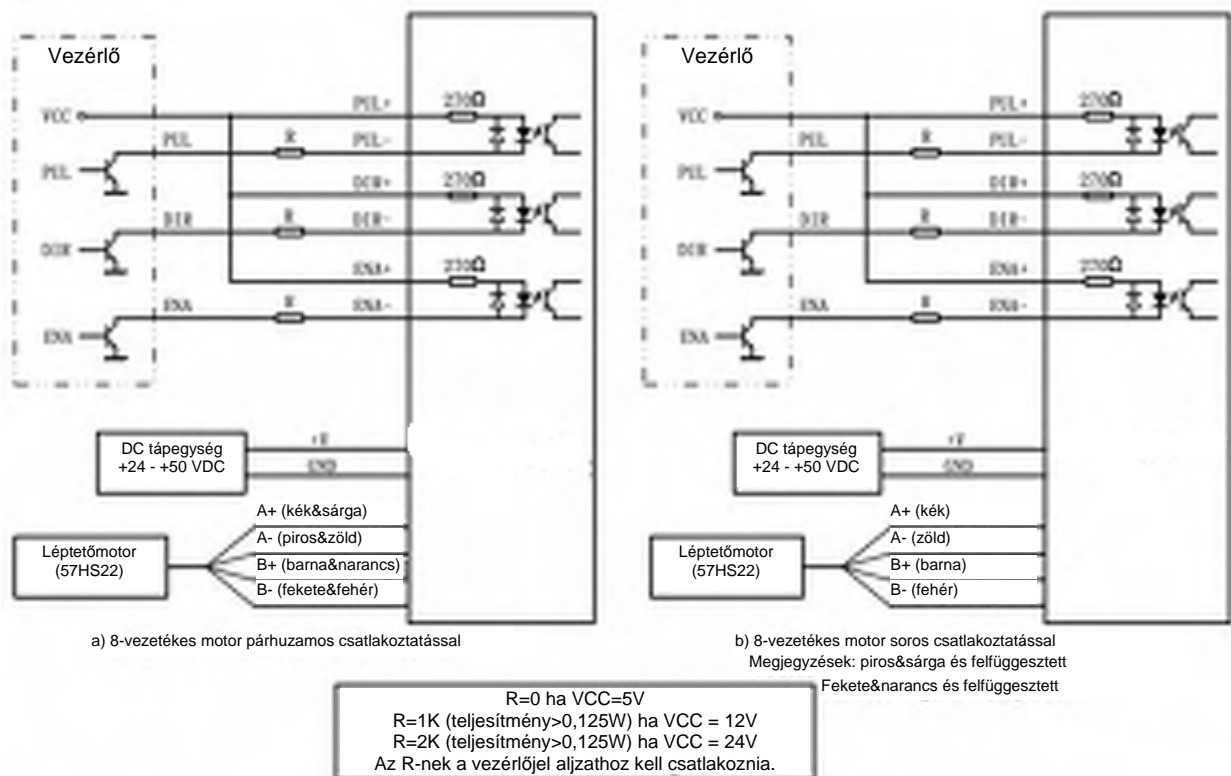 Vezérlő
VCC
PUL+
270Ω
PUL
PUL-
R
PUL
DIR+
270Ω
DIR
DIR-
R
DIR
ENA+
270Ω
ENA
ENA-
R
ENA
DC tápegység
+24 - +50 VDC
+V
GND
Léptetőmotor
(57HS22)
A+ (kék&sárga)
A- (piros&zöld)
B+ (barna&narancs)
B- (fekete&fehér)
a) 8-vezetékes motor párhuzamos csatlakoztatással
Vezérlő
VCC
PUL+
270Ω
PUL
PUL-
R
PUL
DIR+
270Ω
DIR
DIR-
R
DIR
ENA+
270Ω
ENA
ENA-
R
ENA
DC tápegység
+24 - +50 VDC
+V
GND
Léptetőmotor
(57HS22)
A+ (kék)
A- (zöld)
B+ (barna)
B- (fehér)
b) 8-vezetékes motor soros csatlakoztatással
Megjegyzések: piros&sárga és felfüggesztett
Fekete&narancs és felfüggesztett
R=0 ha VCC=5V
R=1K (teljesítmény>0,125W) ha VCC = 12V
R=2K (teljesítmény>0,125W) ha VCC = 24V
Az R-nek a vezérlőjel aljzathoz kell csatlakoznia.